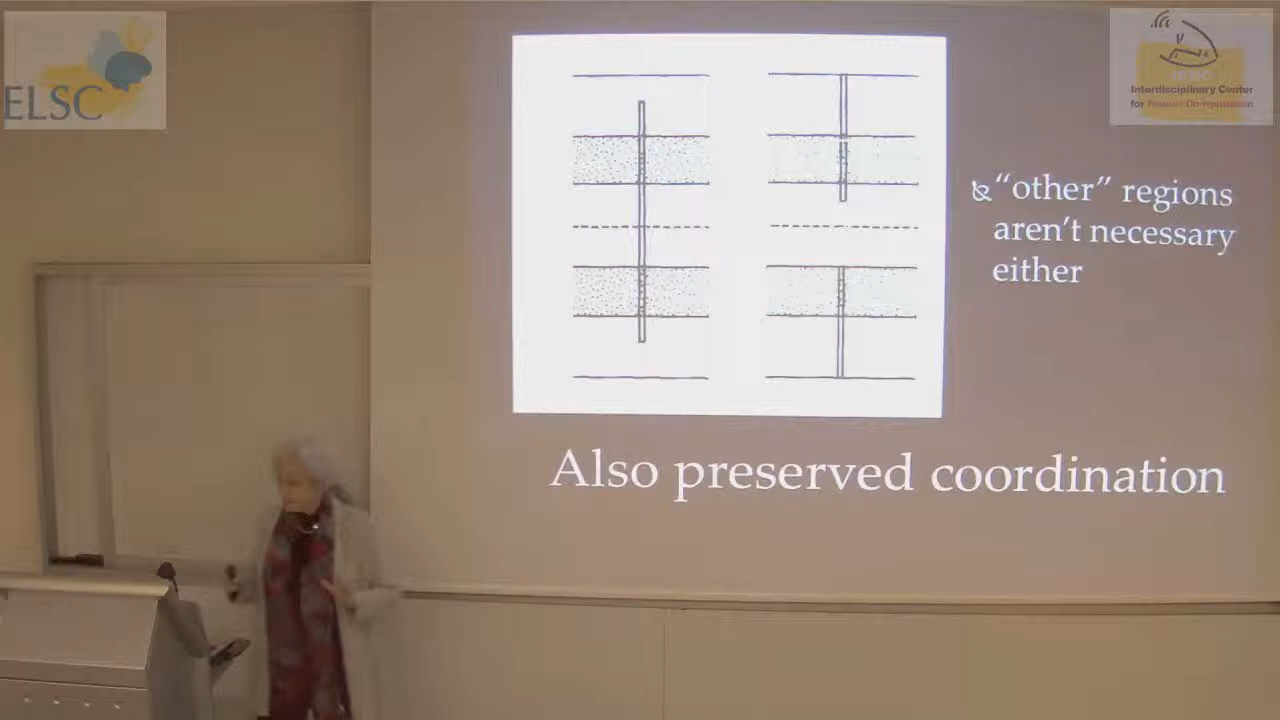 ELSC
Interdisciplinary Center
for Neural Computation
"other" regions
aren't necessary
either
Also preserved coordination